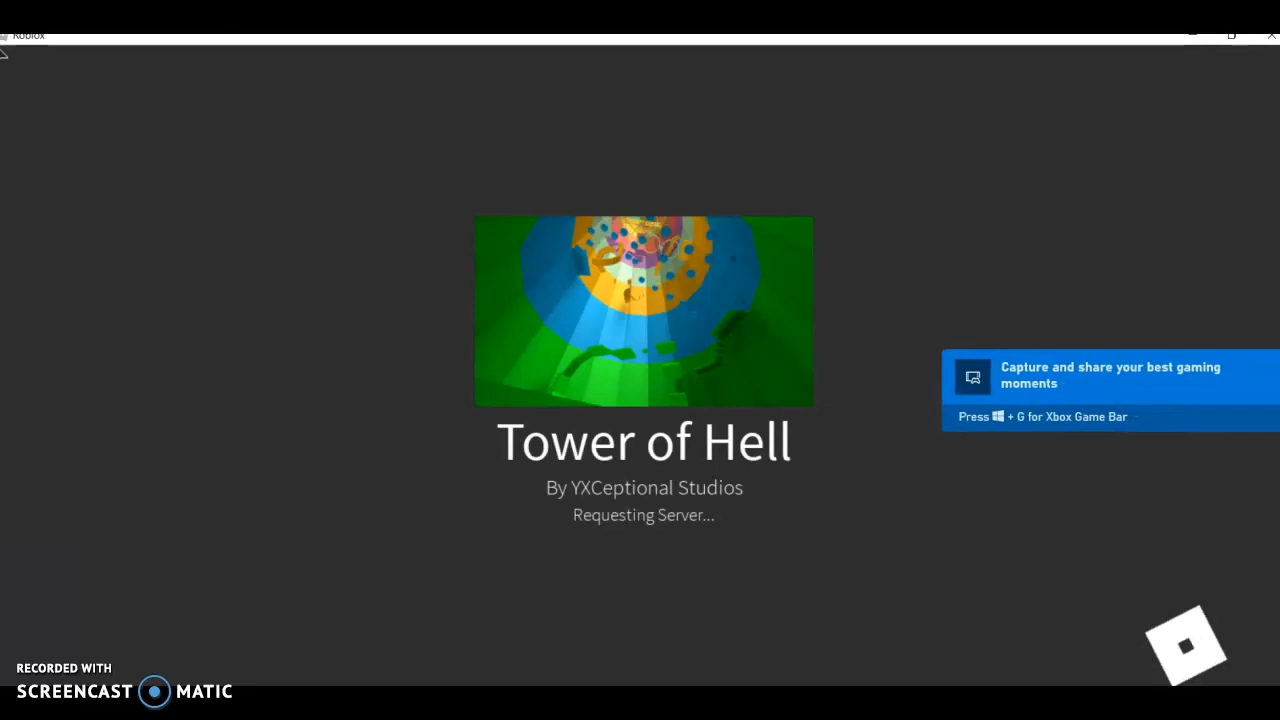 Roblox
Tower of Hell
By YXCeptional Studios
Requesting Server...
Capture and share your best gaming
moments
Press + G for Xbox Game Bar
RECORDED WITH
SCREENCAST MATIC